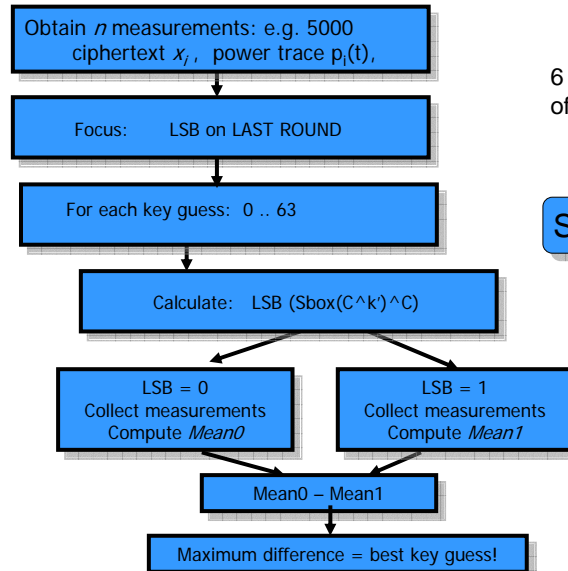 Obtain n measurements: e.g. 5000
ciphertext xᵢ, power trace pᵢ(t),
6
of
Focus: LSB on LAST ROUND
For each key guess: 0 .. 63
S
Calculate: LSB (Sbox(C^k')^C)
LSB = 0
Collect measurements
Compute Mean0
LSB = 1
Collect measurements
Compute Mean1
Mean0 – Mean1
Maximum difference = best key guess!